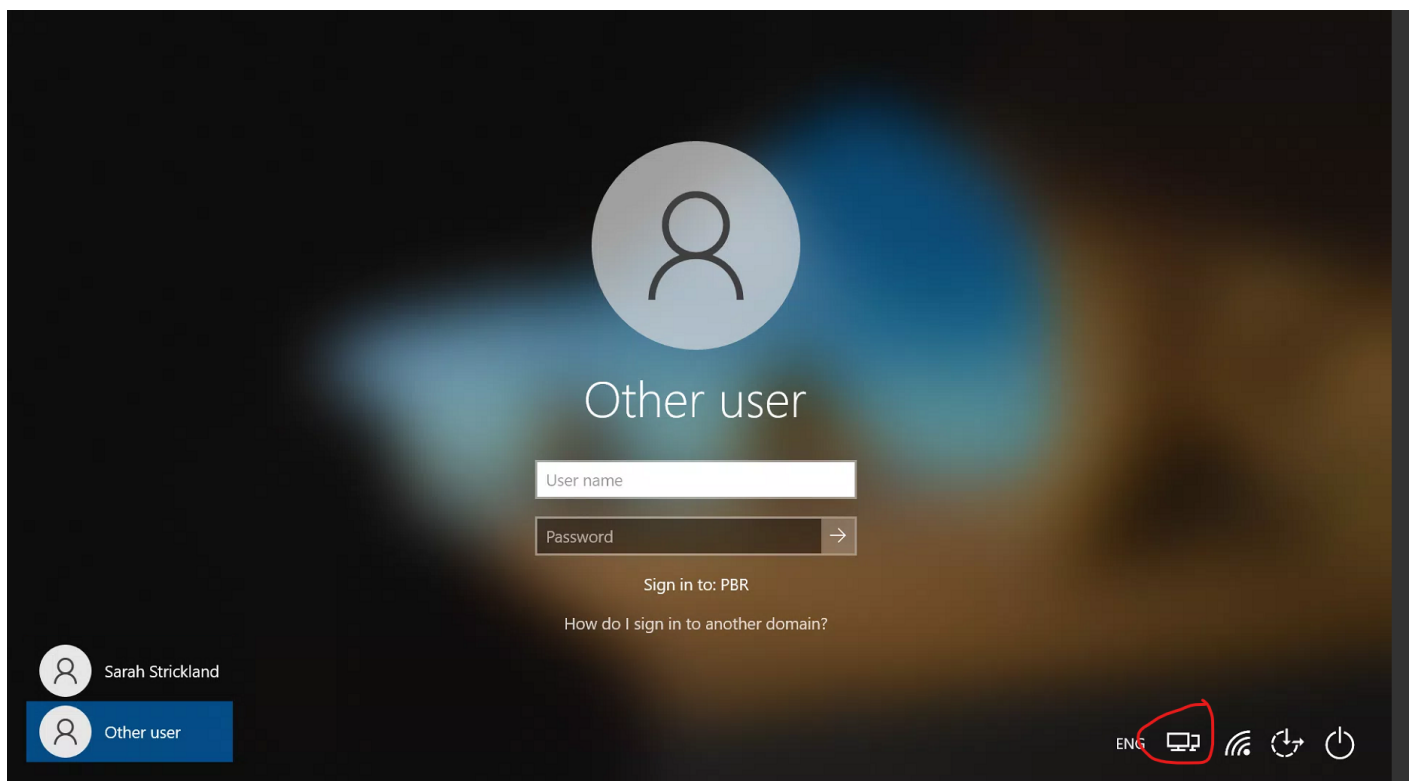 Other user
User name
Password
Sign in to: PBR
How do I sign in to another domain?
Sarah Strickland
Other user
ENG